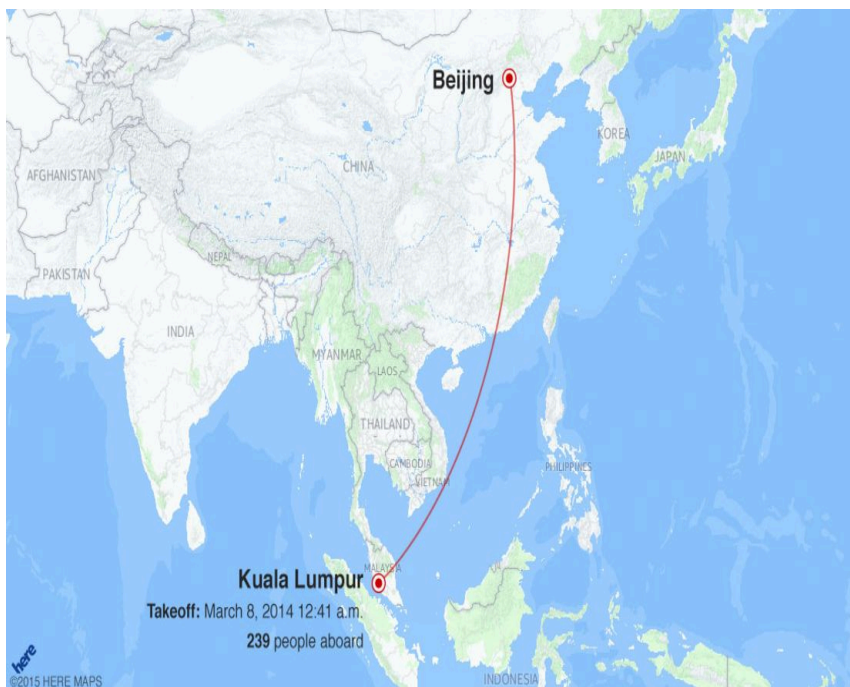 Beijing
KOREA
JAPAN
CHINA
AFGHANISTAN
NEPAL
PAKISTAN
INDIA
MYANMAR
LAOS
THAILAND
CAMBODIA
VIETNAM
PHILIPPINES
MALAYSIA
Kuala Lumpur
Takeoff: March 8, 2014 12:41 a.m.
239 people aboard
here
©2015 HERE MAPS
INDONESIA